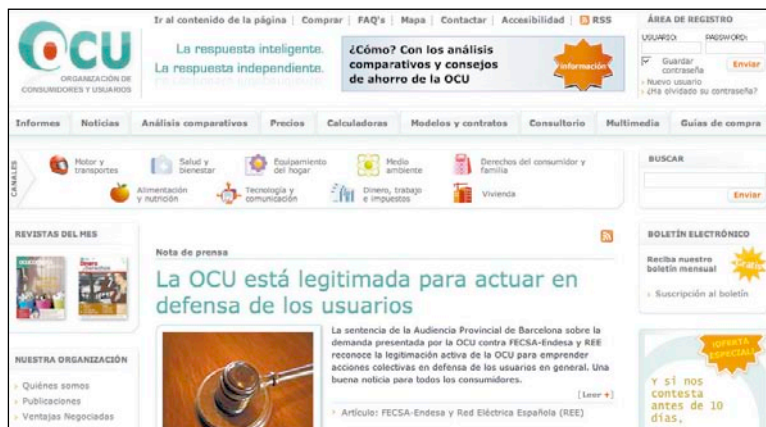 Ir al contenido de la página | Comprar | FAQ's | Mapa | Contactar | Accesibilidad | RSS
OCU
ORGANIZACIÓN DE
CONSUMIDORES Y USUARIOS
La respuesta inteligente.
La respuesta independiente.
¿Cómo? Con los análisis
comparativos y consejos
de ahorro de la OCU
información
ÁREA DE REGISTRO
USUARIO: PASSWORD:
Guardar
contraseña
Enviar
Nuevo usuario
¿Ha olvidado su contraseña?
Informes Noticias Análisis comparativos Precios Calculadoras Modelos y contratos Consultorio Multimedia Guías de compra
CANALES
Motor y
transportes
Salud y
bienestar
Equipamiento
del hogar
Medio
ambiente
Derechos del consumidor y
familia
Alimentación
y nutrición
Tecnología y
comunicación
Dinero, trabajo
e impuestos
Vivienda
BUSCAR
Enviar
REVISTAS DEL MES
NUESTRA ORGANIZACIÓN
Quiénes somos
Publicaciones
Ventajas Negociadas
Nota de prensa
La OCU está legitimada para actuar en
defensa de los usuarios
La sentencia de la Audiencia Provincial de Barcelona sobre la
demanda presentada por la OCU contra FECSA-Endesa y REE
reconoce la legitimación activa de la OCU para emprender
acciones colectivas en defensa de los usuarios en general. Una
buena noticia para todos los consumidores.
[Leer +]
Artículo: FECSA-Endesa y Red Eléctrica Española (REE)
BOLETÍN ELECTRÓNICO
Reciba nuestro
boletín mensual
Gratis
Suscripción al boletín
¡OFERTA
ESPECIAL!
Y si nos
contesta
antes de 10
días,